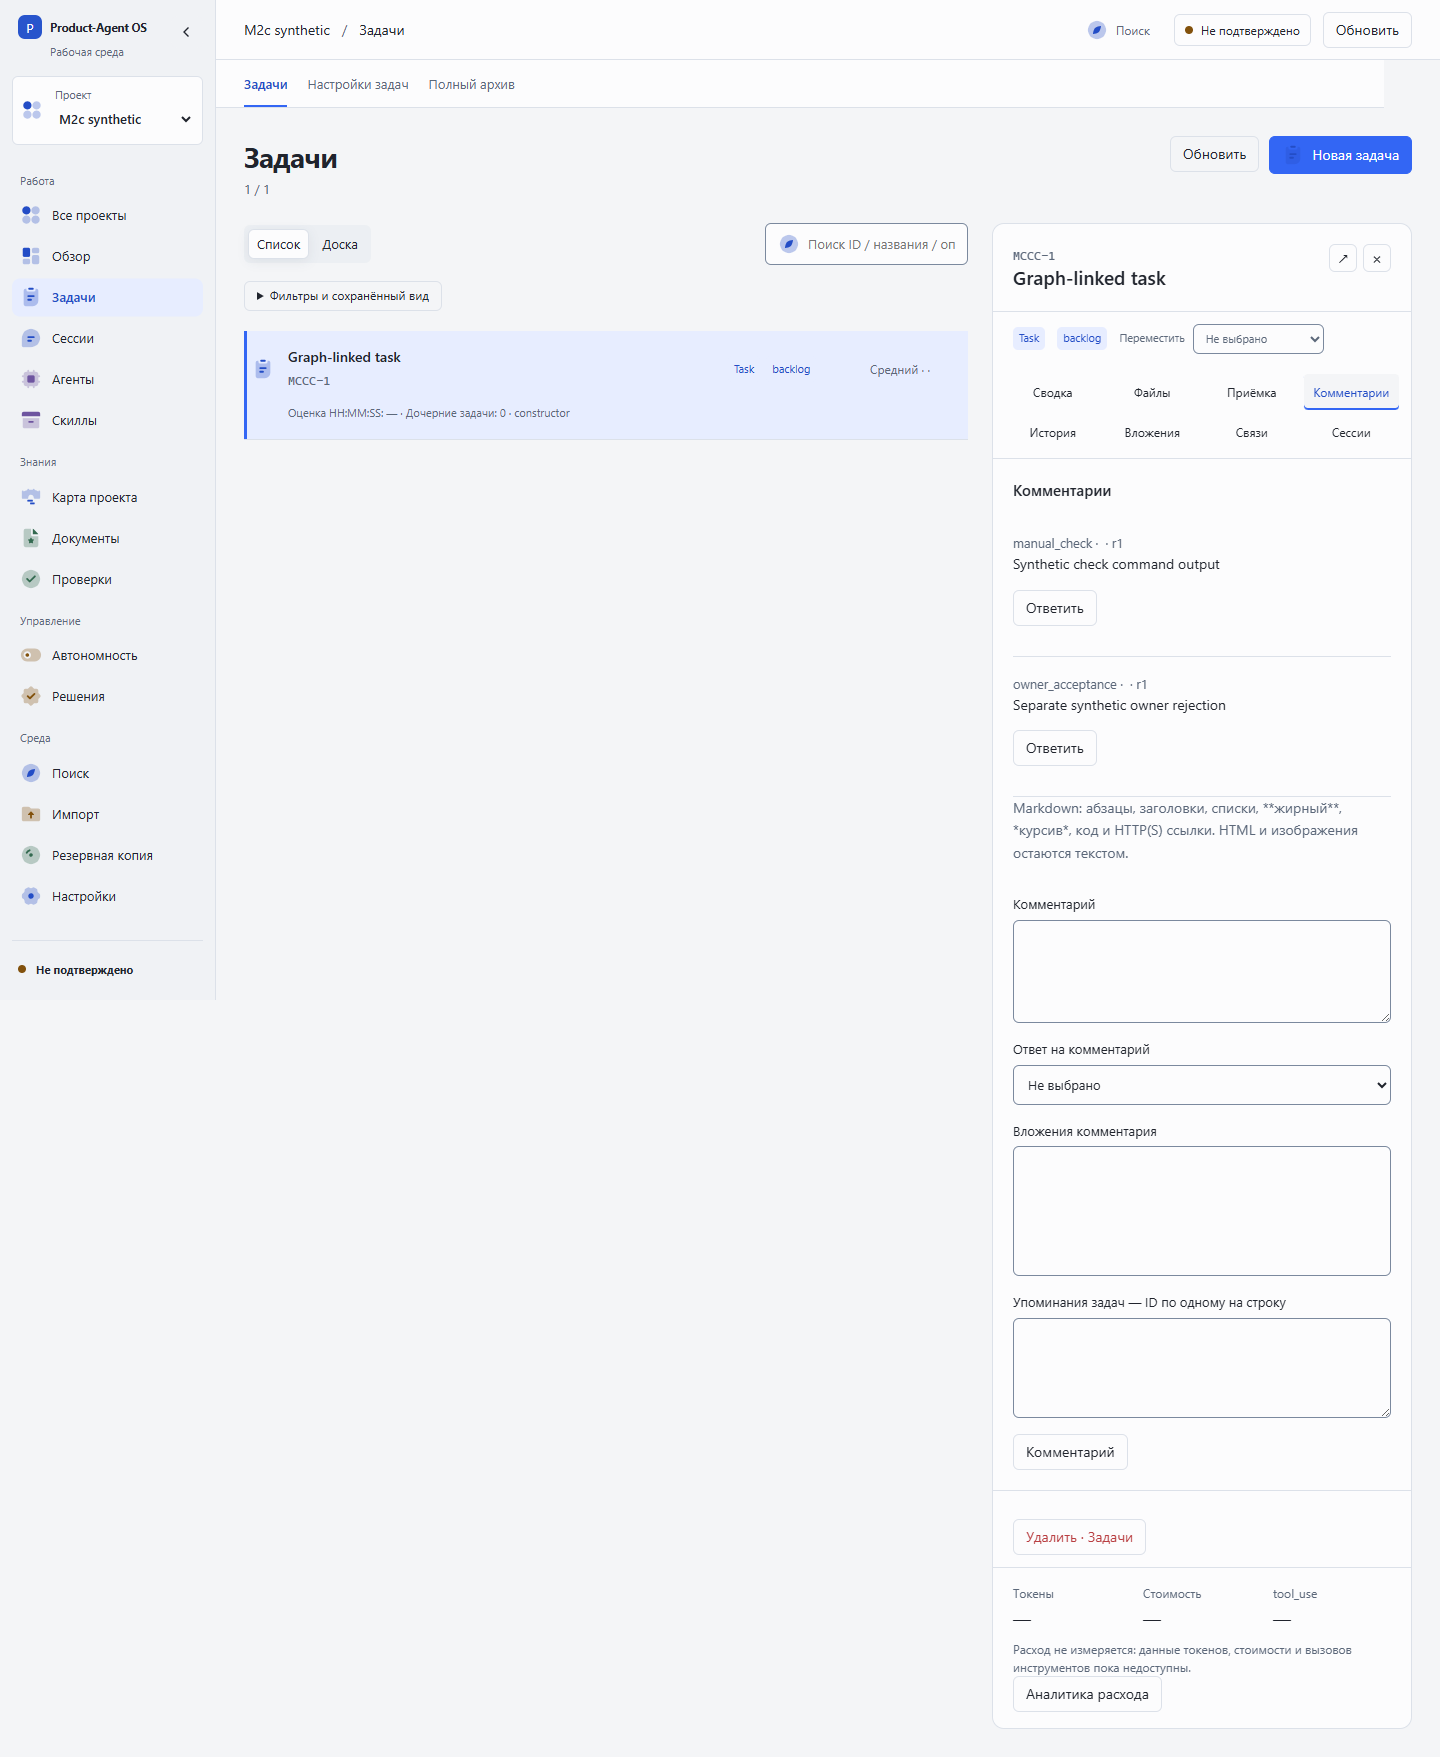 P Product-Agent OS
Рабочая среда
Проект
M2c synthetic
Работа
Все проекты
Обзор
Задачи
Сессии
Агенты
Скиллы
Знания
Карта проекта
Документы
Проверки
Управление
Автономность
Решения
Среда
Поиск
Импорт
Резервная копия
Настройки
Не подтверждено
M2c synthetic / Задачи
Поиск
Не подтверждено
Обновить
Задачи Настройки задач Полный архив
Задачи
1 / 1
Обновить
Новая задача
Список Доска
Поиск ID / названия / оп
▶ Фильтры и сохранённый вид
Graph-linked task
MCCC-1
Task backlog Средний · ·
Оценка HH:MM:SS: — · Дочерние задачи: 0 · constructor
MCCC-1
Graph-linked task
↗ ×
Task backlog Переместить Не выбрано
Сводка Файлы Приёмка Комментарии
История Вложения Связи Сессии
Комментарии
manual_check · · r1
Synthetic check command output
Ответить
owner_acceptance · · r1
Separate synthetic owner rejection
Ответить
Markdown: абзацы, заголовки, списки, **жирный**,
*курсив*, код и HTTP(S) ссылки. HTML и изображения
остаются текстом.
Комментарий
Ответ на комментарий
Не выбрано
Вложения комментария
Упоминания задач — ID по одному на строку
Комментарий
Удалить · Задачи
Токены Стоимость tool_use
— — —
Расход не измеряется: данные токенов, стоимости и вызовов
инструментов пока недоступны.
Аналитика расхода